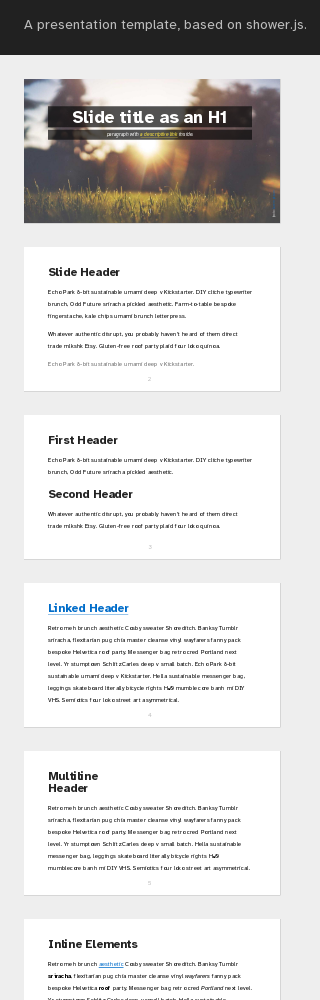 A presentation template, based on shower.js.
Slide title as an H1
paragraph with a descriptive link inside.
1
Slide Header
Echo Park 8-bit sustainable umami deep v Kickstarter. DIY cliche typewriter
brunch. Odd Future sriracha pickled aesthetic. Farm-to-table bespoke
fingerstache, kale chips umami brunch letterpress.
Whatever authentic disrupt, you probably haven't heard of them direct
trade mlkshk Etsy. Gluten-free roof party plaid four loko quinoa.
Echo Park 8-bit sustainable umami deep v Kickstarter.
2
First Header
Echo Park 8-bit sustainable umami deep v Kickstarter. DIY cliche typewriter
brunch. Odd Future sriracha pickled aesthetic.
Second Header
Whatever authentic disrupt, you probably haven't heard of them direct
trade mlkshk Etsy. Gluten-free roof party plaid four loko quinoa.
3
Linked Header
Retro meh brunch aesthetic Cosby sweater Shoreditch. Banksy Tumblr
sriracha, flexitarian pug chia master cleanse vinyl wayfarers fanny pack
bespoke Helvetica roof party. Messenger bag retro cred Portland next
level. Yr stumptown Schlitz Carles deep v small batch. Echo Park 8-bit
sustainable umami deep v Kickstarter. Hella sustainable messenger bag,
leggings skateboard literally bicycle rights H₂O mumblecore banh mi DIY
VHS. Semiotics four loko street art asymmetrical.
4
Multiline
Header
Retro meh brunch aesthetic Cosby sweater Shoreditch. Banksy Tumblr
sriracha, flexitarian pug chia master cleanse vinyl wayfarers fanny pack
bespoke Helvetica roof party. Messenger bag retro cred Portland next
level. Yr stumptown Schlitz Carles deep v small batch. Hella sustainable
messenger bag, leggings skateboard literally bicycle rights H₂O
mumblecore banh mi DIY VHS. Semiotics four loko street art asymmetrical.
5
Inline Elements
Retro meh brunch aesthetic Cosby sweater Shoreditch. Banksy Tumblr
sriracha, flexitarian pug chia master cleanse vinyl wayfarers fanny pack
bespoke Helvetica roof party. Messenger bag retro cred Portland next